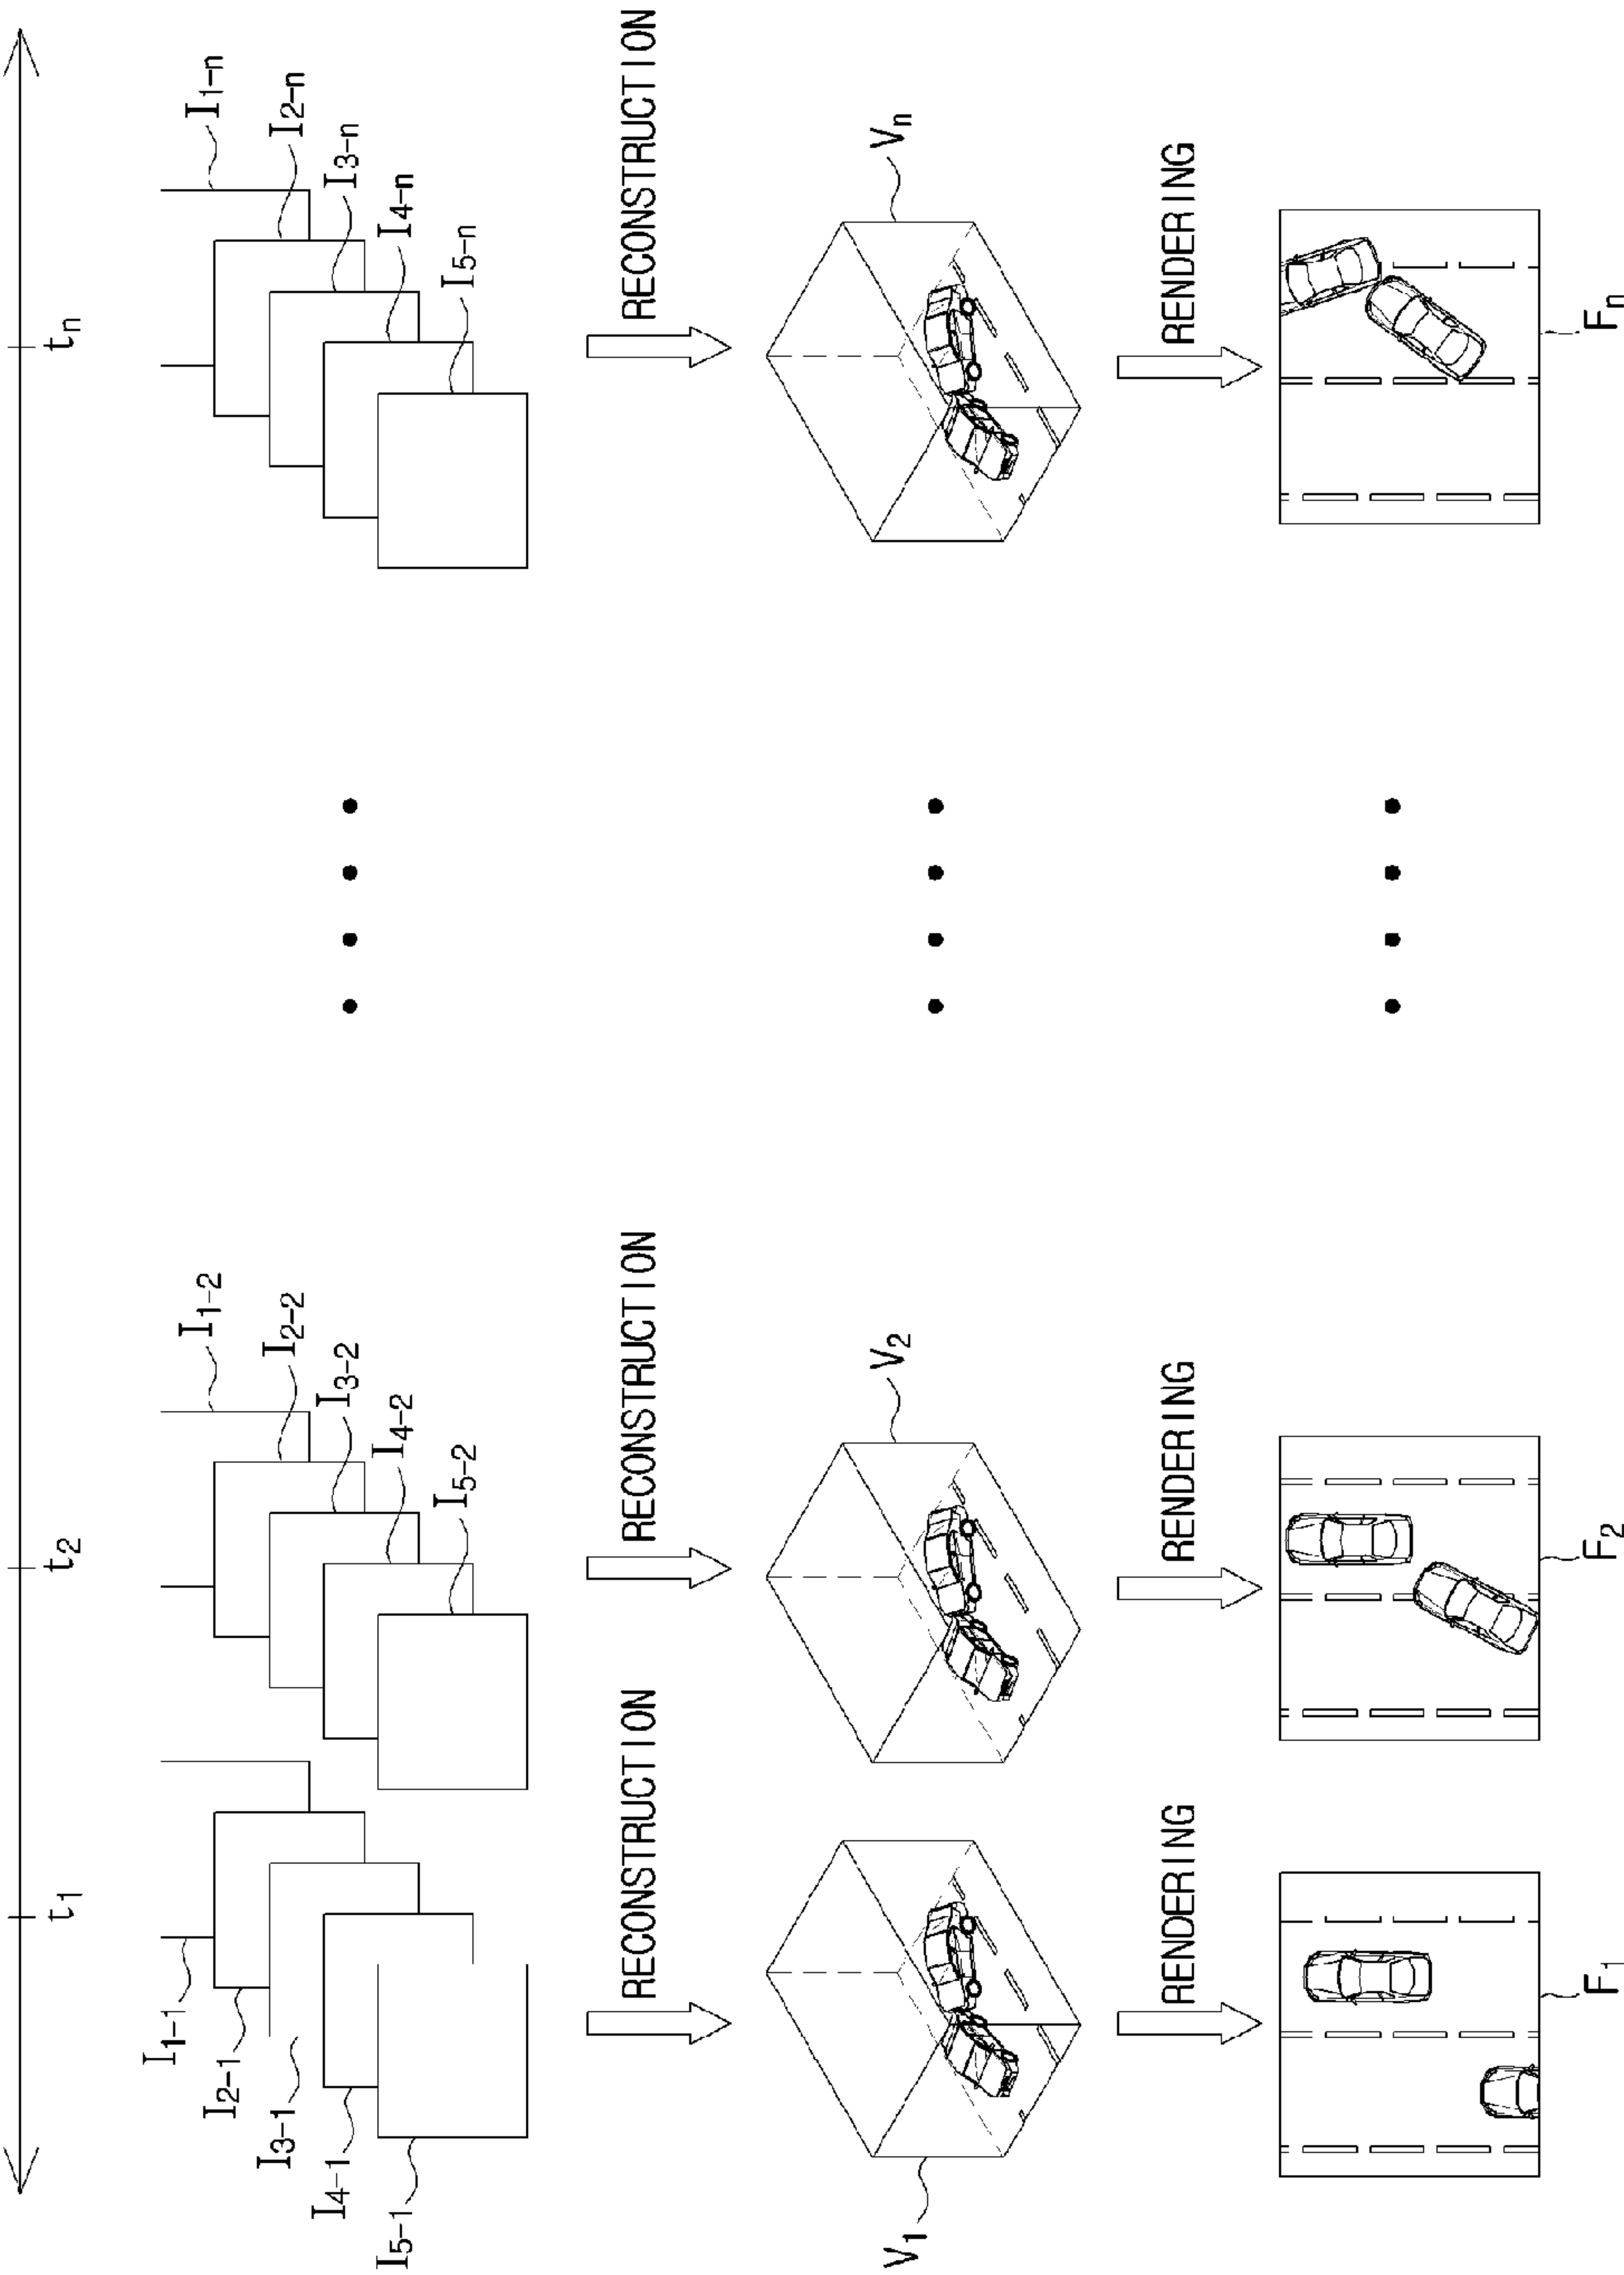 t1 t2 tn
I1-1 I1-2 I1-n
I2-1 I2-2 I2-n
I3-1 I3-2 I3-n
I4-1 I4-2 I4-n
I5-1 I5-2 I5-n
RECONSTRUCTION RECONSTRUCTION RECONSTRUCTION
V1 V2 Vn
RENDERING RENDERING RENDERING
F1 F2 Fn